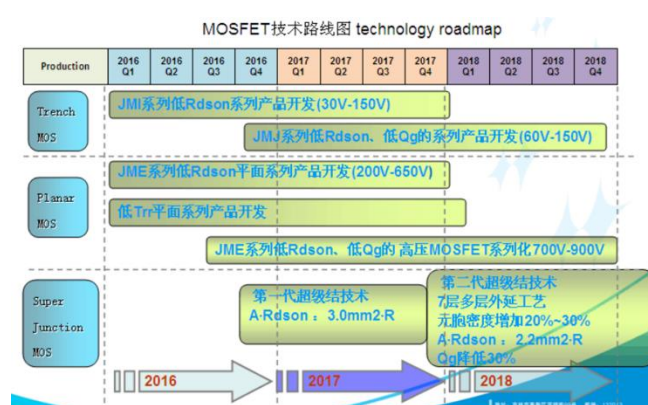 MOSFET技术路线图 technology roadmap
Production
2016 Q1
2016 Q2
2016 Q3
2016 Q4
2017 Q1
2017 Q2
2017 Q3
2017 Q4
2018 Q1
2018 Q2
2018 Q3
2018 Q4
Trench
MOS
JMI系列低Rdson系列产品开发(30V-150V)
JMJ系列低Rdson、低Qg的系列产品开发(60V-150V)
Planar
MOS
JME系列低Rdson平面系列产品开发(200V-650V)
低Trr平面系列产品开发
JME系列低Rdson、低Qg的 高压MOSFET系列化700V-900V
Super
Junction
MOS
第一代超级结技术
A·Rdson ：3.0mm2·R
第二代超级结技术
7层多层外延工艺
元胞密度增加20%~30%
A·Rdson ：2.2mm2·R
Qg降低30%
2016
2017
2018